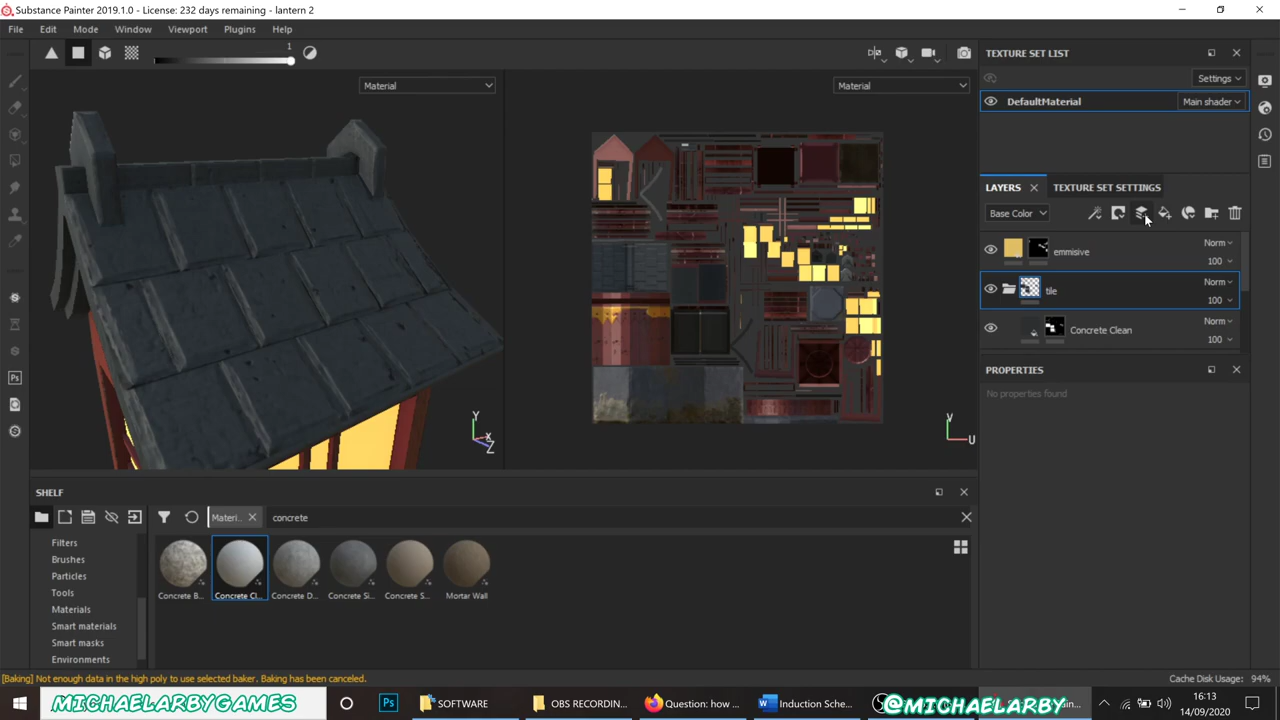 Substance Painter 2019.1.0 - License: 232 days remaining - lantern 2
File Edit Mode Window Viewport Plugins Help
1
Material
Material
Y
X
Z
V
U
TEXTURE SET LIST
Settings
DefaultMaterial Main shader
LAYERS TEXTURE SET SETTINGS
Base Color
emmisive Norm
100
tile Norm
100
Concrete Clean Norm
100
PROPERTIES
No properties found
SHELF
Materi.. concrete
Filters
Brushes
Particles
Tools
Materials
Smart materials
Smart masks
Environments
Concrete B... Concrete Cl... Concrete D... Concrete Si... Concrete S... Mortar Wall
[Baking] Not enough data in the high poly to use selected baker. Baking has been canceled.
Cache Disk Usage: 94%
MICHAELARBYGAMES
Ps
SOFTWARE
OBS RECORDIN...
Question: how ...
Induction Sche...
@MICHAELARBY
16:13
14/09/2020